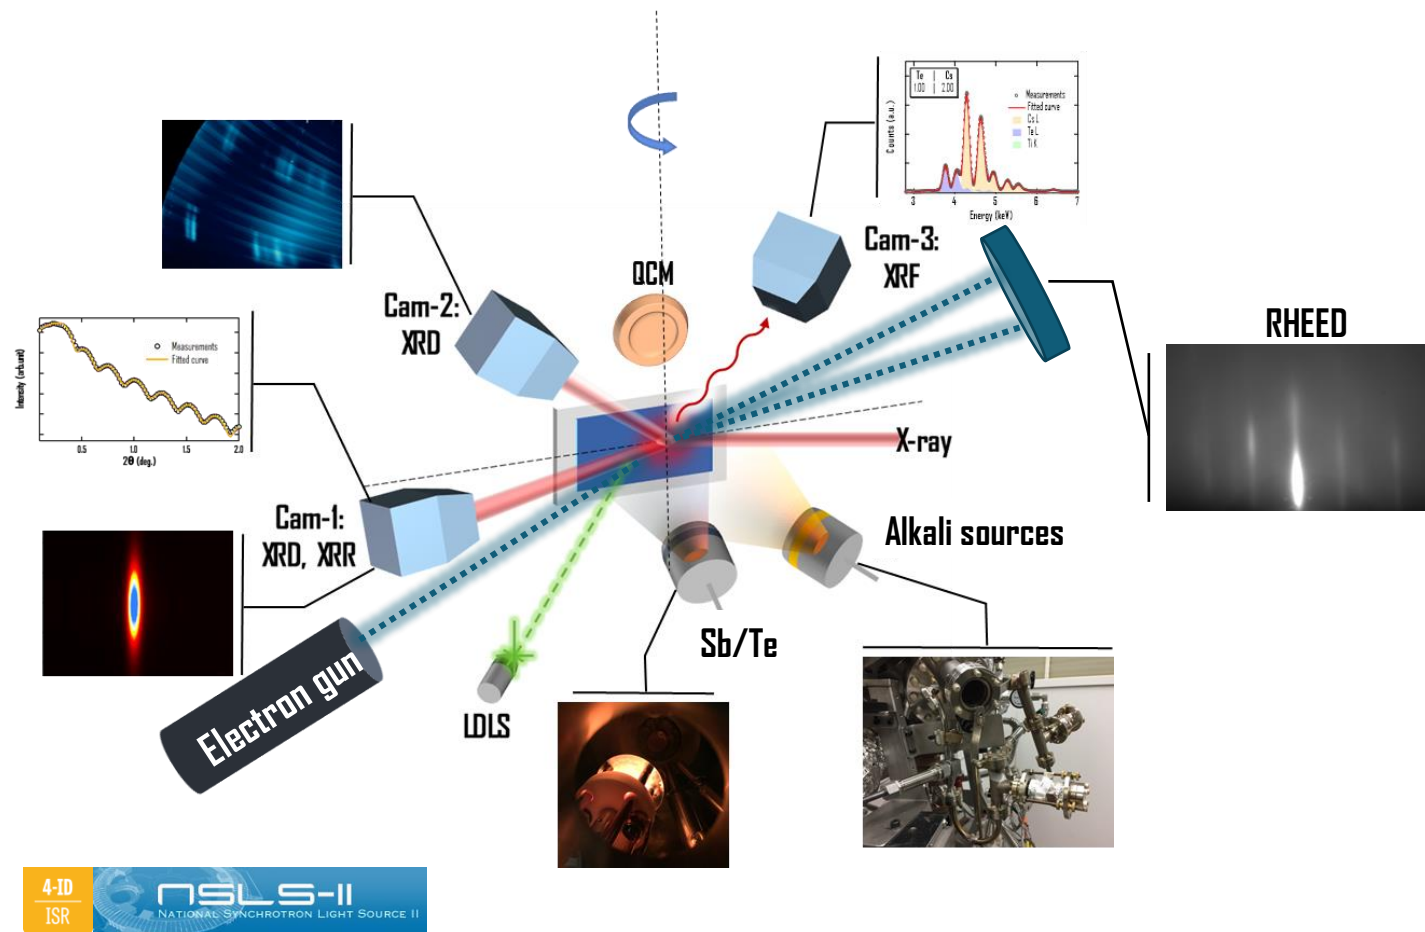 Te | Cs
1.00 | 2.00
Measurements
Fitted curve
Cs L
Te L
Ti K
Counts (a.u.)
3 4 5 6 7
Energy (keV)
Cam-3:
XRF
QCM
Cam-2:
XRD
RHEED
Measurements
Fitted curve
Intensity (arb.unit)
0.5 1.0 1.5 2.0
2θ (deg.)
X-ray
Cam-1:
XRD, XRR
Alkali sources
Sb/Te
Electron gun
LDLS
4-ID
ISR
NSLS-II
NATIONAL SYNCHROTRON LIGHT SOURCE II